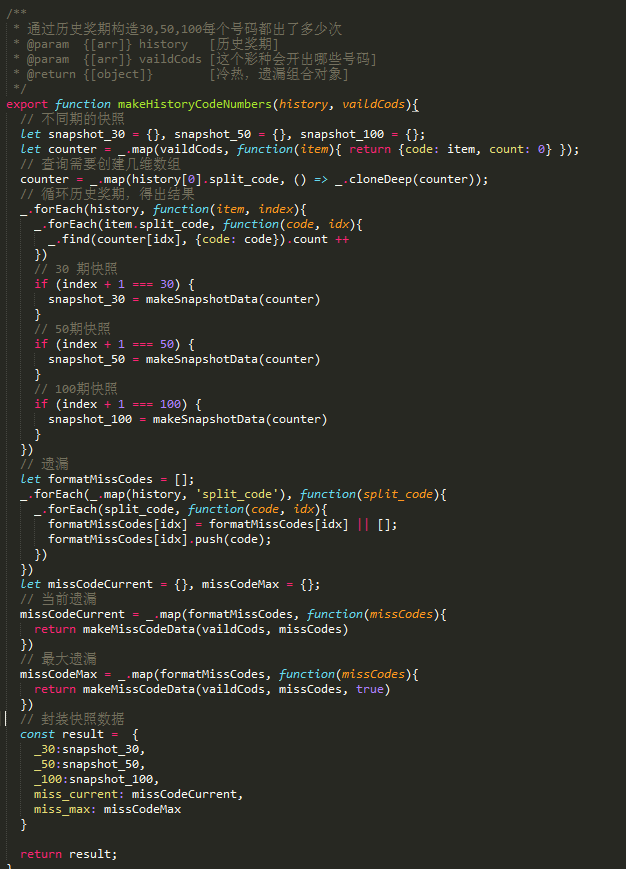 /**
 * 通过历史奖期构造30,50,100每个号码都出了多少次
 * @param  {[arr]} history   [历史奖期]
 * @param  {[arr]} vaildCods [这个彩种会开出哪些号码]
 * @return {[object]}        [冷热，遗漏组合对象]
 */
export function makeHistoryCodeNumbers(history, vaildCods){
  // 不同期的快照
  let snapshot_30 = {}, snapshot_50 = {}, snapshot_100 = {};
  let counter = _.map(vaildCods, function(item){ return {code: item, count: 0} });
  // 查询需要创建几维数组
  counter = _.map(history[0].split_code, () => _.cloneDeep(counter));
  // 循环历史奖期，得出结果
  _.forEach(history, function(item, index){
    _.forEach(item.split_code, function(code, idx){
      _.find(counter[idx], {code: code}).count ++
    })
    // 30 期快照
    if (index + 1 === 30) {
      snapshot_30 = makeSnapshotData(counter)
    }
    // 50期快照
    if (index + 1 === 50) {
      snapshot_50 = makeSnapshotData(counter)
    }
    // 100期快照
    if (index + 1 === 100) {
      snapshot_100 = makeSnapshotData(counter)
    }
  })
  // 遗漏
  let formatMissCodes = [];
  _.forEach(_.map(history, 'split_code'), function(split_code){
    _.forEach(split_code, function(code, idx){
      formatMissCodes[idx] = formatMissCodes[idx] || [];
      formatMissCodes[idx].push(code);
    })
  })
  let missCodeCurrent = {}, missCodeMax = {};
  // 当前遗漏
  missCodeCurrent = _.map(formatMissCodes, function(missCodes){
    return makeMissCodeData(vaildCods, missCodes)
  })
  // 最大遗漏
  missCodeMax = _.map(formatMissCodes, function(missCodes){
    return makeMissCodeData(vaildCods, missCodes, true)
  })
  // 封装快照数据
  const result =  {
    _30:snapshot_30,
    _50:snapshot_50,
    _100:snapshot_100,
    miss_current: missCodeCurrent,
    miss_max: missCodeMax
  }

  return result;
}